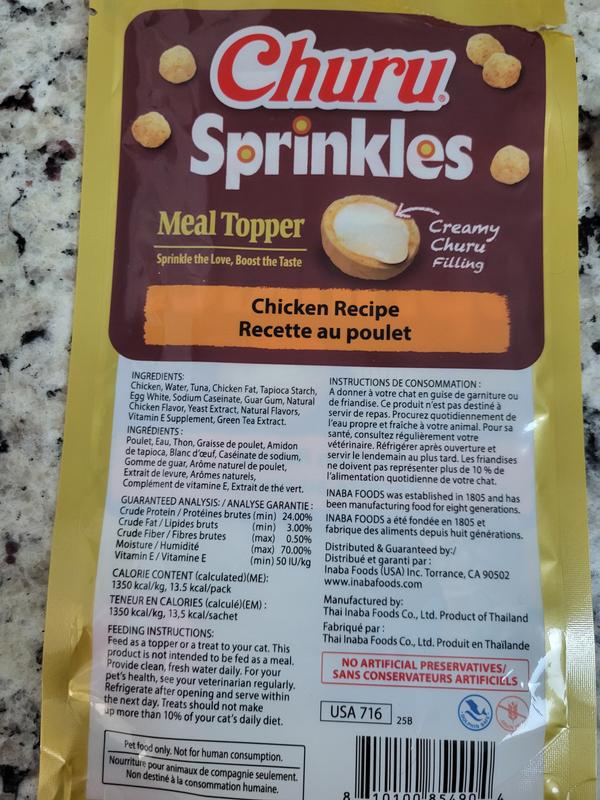 Churu®
Sprinkles
Meal Topper
Sprinkle the Love, Boost the Taste
Creamy
Churu
Filling
Chicken Recipe
Recette au poulet
INGREDIENTS:
Chicken, Water, Tuna, Chicken Fat, Tapioca Starch,
Egg White, Sodium Caseinate, Guar Gum, Natural
Chicken Flavor, Yeast Extract, Natural Flavors,
Vitamin E Supplement, Green Tea Extract.
INGRÉDIENTS :
Poulet, Eau, Thon, Graisse de poulet, Amidon
de tapioca, Blanc d'œuf, Caséinate de sodium,
Gomme de guar, Arôme naturel de poulet,
Extrait de levure, Arômes naturels,
Complément de vitamine E, Extrait de thé vert.
GUARANTEED ANALYSIS: / ANALYSE GARANTIE :
Crude Protein / Protéines brutes (min) 24.00%
Crude Fat / Lipides bruts (min) 3.00%
Crude Fiber / Fibres brutes (max) 0.50%
Moisture / Humidité (max) 70.00%
Vitamin E / Vitamine E (min) 50 IU/kg
CALORIE CONTENT (calculated)(ME):
1350 kcal/kg, 13.5 kcal/pack
TENEUR EN CALORIES (calculé)(EM) :
1350 kcal/kg, 13,5 kcal/sachet
FEEDING INSTRUCTIONS:
Feed as a topper or a treat to your cat. This
product is not intended to be fed as a meal.
Provide clean, fresh water daily. For your
pet's health, see your veterinarian regularly.
Refrigerate after opening and serve within
the next day. Treats should not make
up more than 10% of your cat's daily diet.
Pet food only. Not for human consumption.
Nourriture pour animaux de compagnie seulement.
Non destiné à la consommation humaine.
INSTRUCTIONS DE CONSOMMATION :
A donner à votre chat en guise de garniture ou
de friandise. Ce produit n'est pas destiné à
servir de repas. Procurez quotidiennement de
l'eau propre et fraîche à votre animal. Pour sa
santé, consultez régulièrement votre
vétérinaire. Réfrigérer après ouverture et
servir le lendemain au plus tard. Les friandises
ne doivent pas représenter plus de 10 % de
l'alimentation quotidienne de votre chat.
INABA FOODS was established in 1805 and has
been manufacturing food for eight generations.
INABA FOODS a été fondée en 1805 et
fabrique des aliments depuis huit générations.
Distributed & Guaranteed by:/
Distribué et garanti par :
Inaba Foods (USA) Inc. Torrance, CA 90502
www.inabafoods.com
Manufactured by:
Thai Inaba Foods Co., Ltd. Product of Thailand
Fabriqué par :
Thai Inaba Foods Co., Ltd. Produit en Thaïlande
NO ARTIFICIAL PRESERVATIVES/
SANS CONSERVATEURS ARTIFICIELS
USA 716 25B
DOLPHIN SAFE
8 10100 85490 4